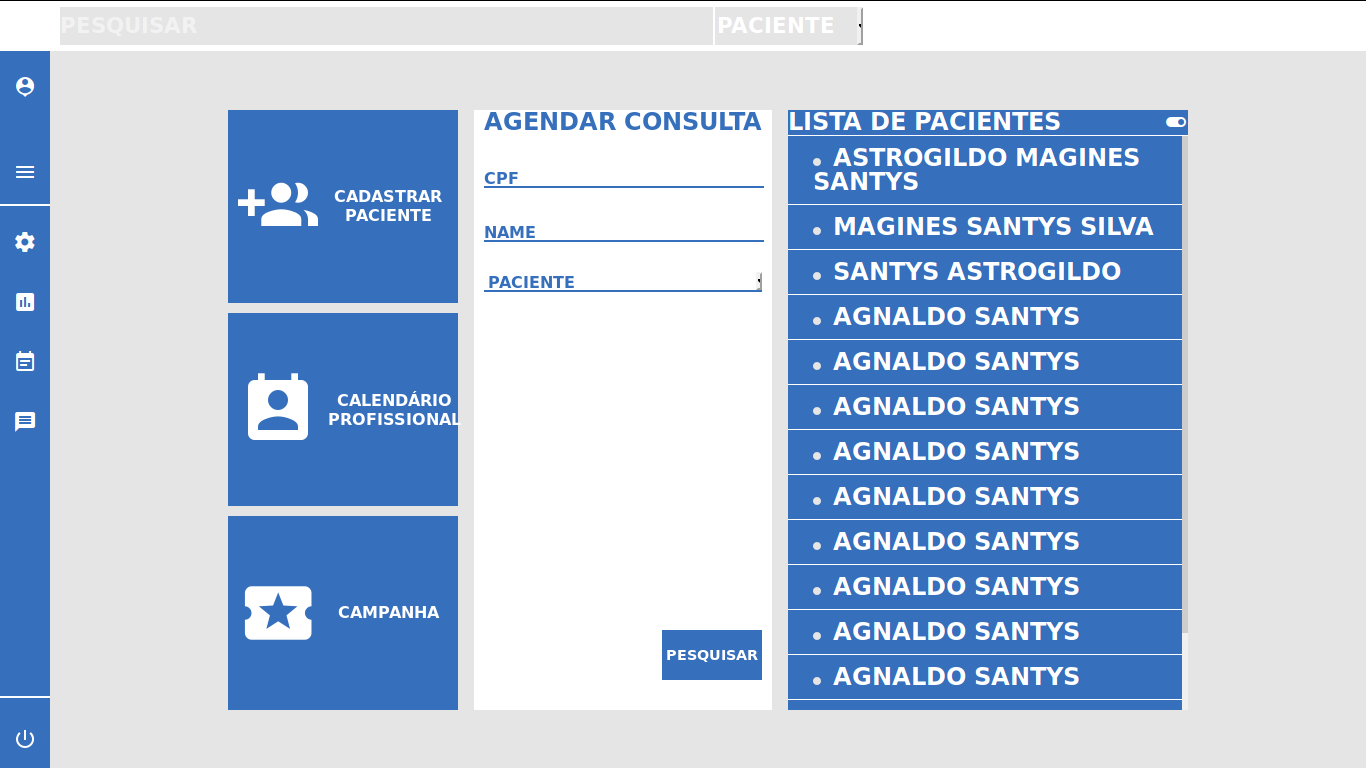 PESQUISAR
PACIENTE
CADASTRAR
PACIENTE
CALENDÁRIO
PROFISSIONAL
CAMPANHA
AGENDAR CONSULTA
CPF
NAME
PACIENTE
PESQUISAR
LISTA DE PACIENTES
ASTROGILDO MAGINES
SANTYS
MAGINES SANTYS SILVA
SANTYS ASTROGILDO
AGNALDO SANTYS
AGNALDO SANTYS
AGNALDO SANTYS
AGNALDO SANTYS
AGNALDO SANTYS
AGNALDO SANTYS
AGNALDO SANTYS
AGNALDO SANTYS
AGNALDO SANTYS